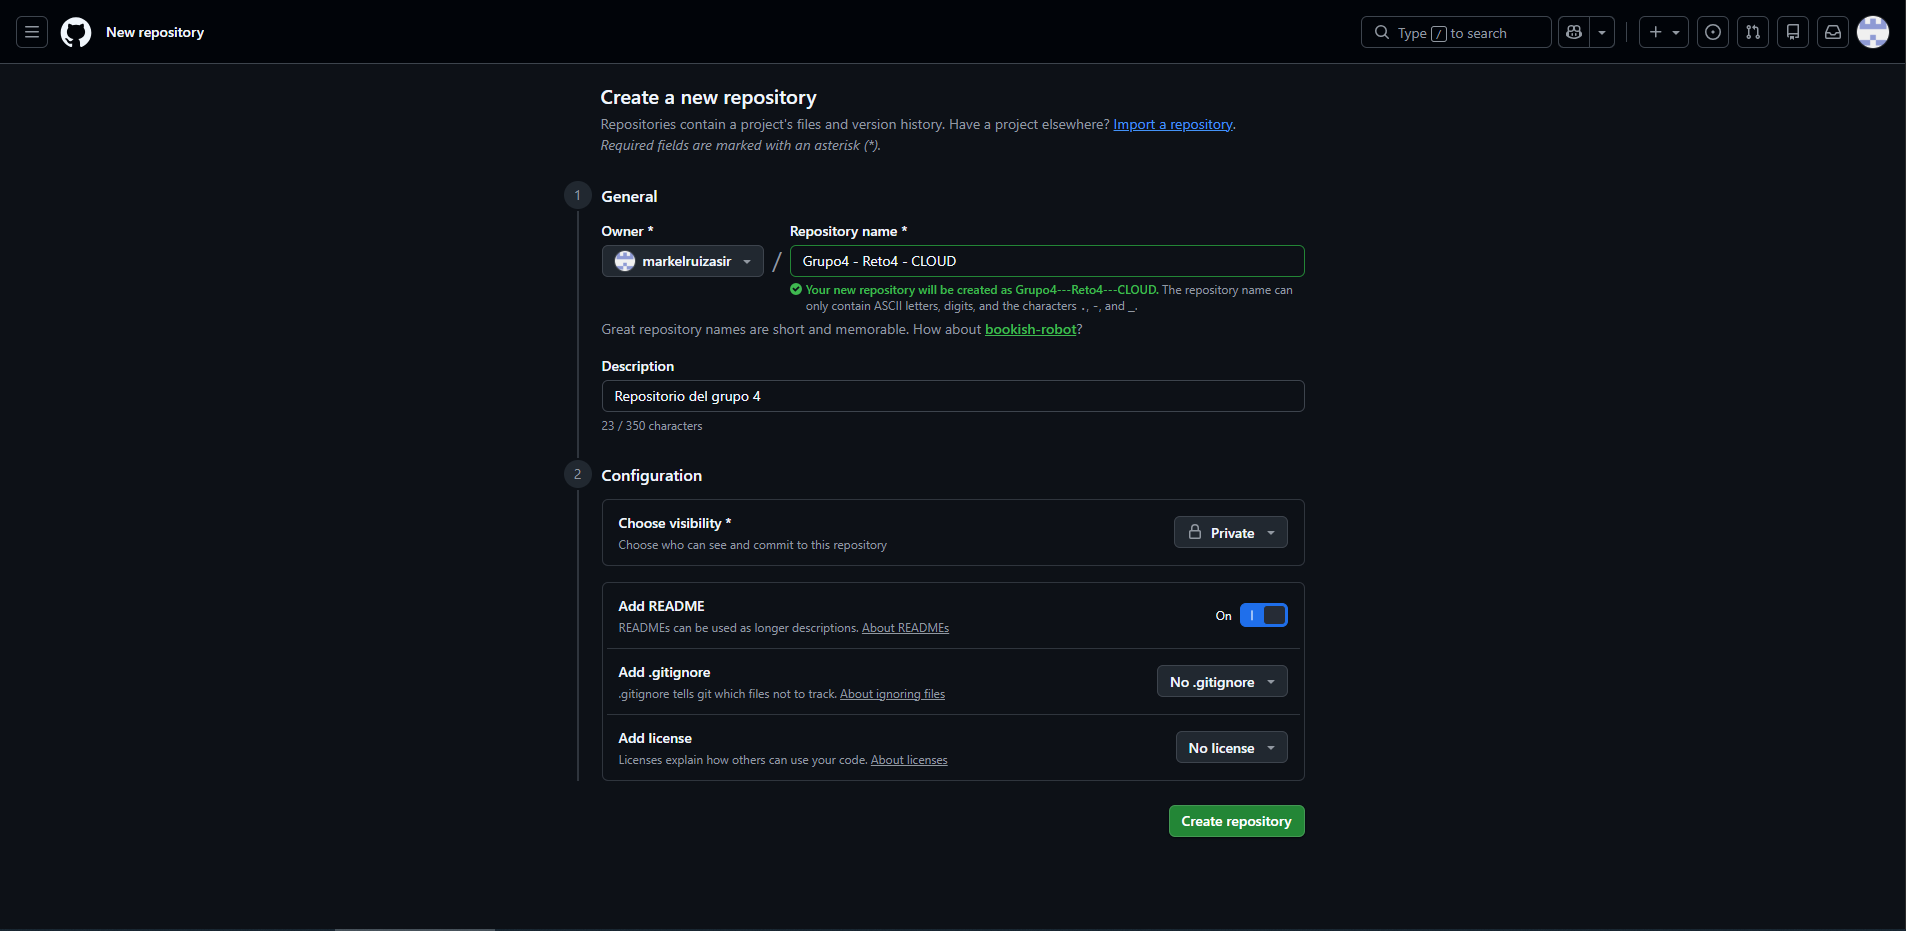 New repository
Type / to search
Create a new repository
Repositories contain a project's files and version history. Have a project elsewhere? Import a repository.
Required fields are marked with an asterisk (*).
1 General
Owner * Repository name *
markelruizasir / Grupo4 - Reto4 - CLOUD
Your new repository will be created as Grupo4---Reto4---CLOUD. The repository name can
only contain ASCII letters, digits, and the characters ., -, and _.
Great repository names are short and memorable. How about bookish-robot?
Description
Repositorio del grupo 4
23 / 350 characters
2 Configuration
Choose visibility *
Choose who can see and commit to this repository
Private
Add README
READMEs can be used as longer descriptions. About READMEs
On
Add .gitignore
.gitignore tells git which files not to track. About ignoring files
No .gitignore
Add license
Licenses explain how others can use your code. About licenses
No license
Create repository